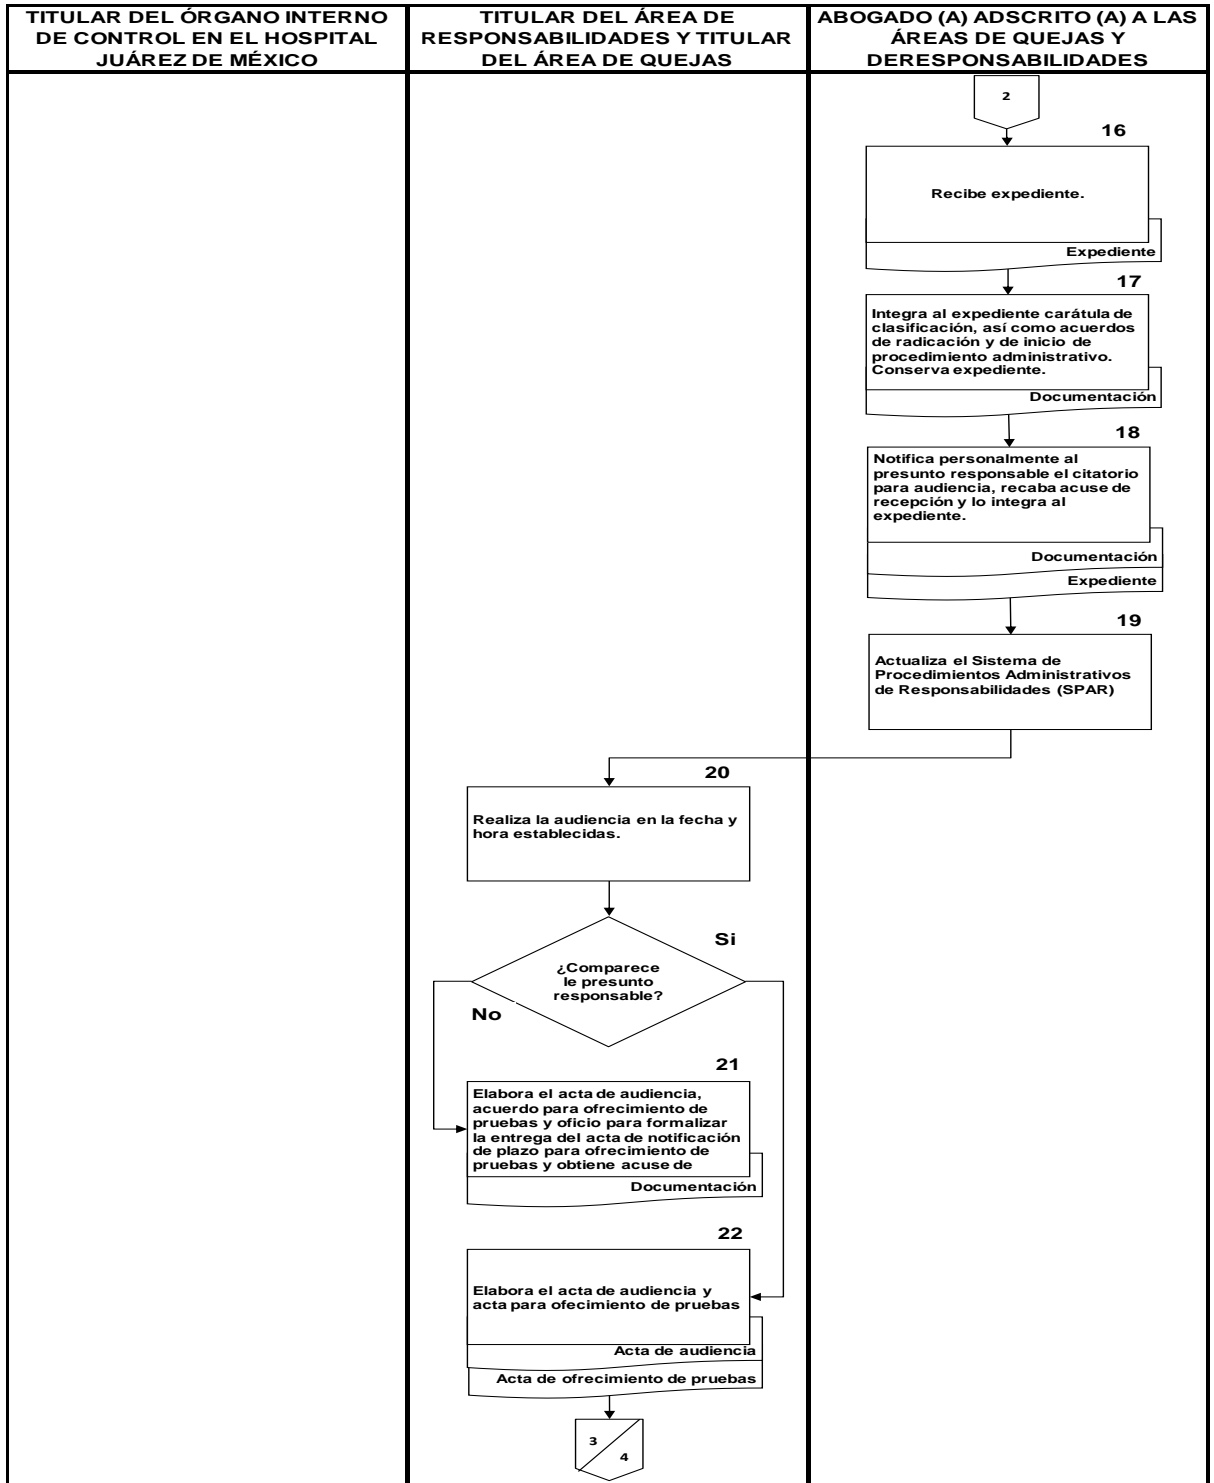 TITULAR DEL ÓRGANO INTERNO
DE CONTROL EN EL HOSPITAL
JUÁREZ DE MÉXICO
TITULAR DEL ÁREA DE
RESPONSABILIDADES Y TITULAR
DEL ÁREA DE QUEJAS
ABOGADO (A) ADSCRITO (A) A LAS
ÁREAS DE QUEJAS Y
DERESPONSABILIDADES
2
16
Recibe expediente.
Expediente
17
Integra al expediente carátula de
clasificación, así como acuerdos
de radicación y de inicio de
procedimiento administrativo.
Conserva expediente.
Documentación
18
Notifica personalmente al
presunto responsable el citatorio
para audiencia, recaba acuse de
recepción y lo integra al
expediente.
Documentación
Expediente
19
Actualiza el Sistema de
Procedimientos Administrativos
de Responsabilidades (SPAR)
20
Realiza la audiencia en la fecha y
hora establecidas.
Si
¿Comparece
le presunto
responsable?
No
21
Elabora el acta de audiencia,
acuerdo para ofrecimiento de
pruebas y oficio para formalizar
la entrega del acta de notificación
de plazo para ofrecimiento de
pruebas y obtiene acuse de
Documentación
22
Elabora el acta de audiencia y
acta para ofecimiento de pruebas
Acta de audiencia
Acta de ofrecimiento de pruebas
3
4